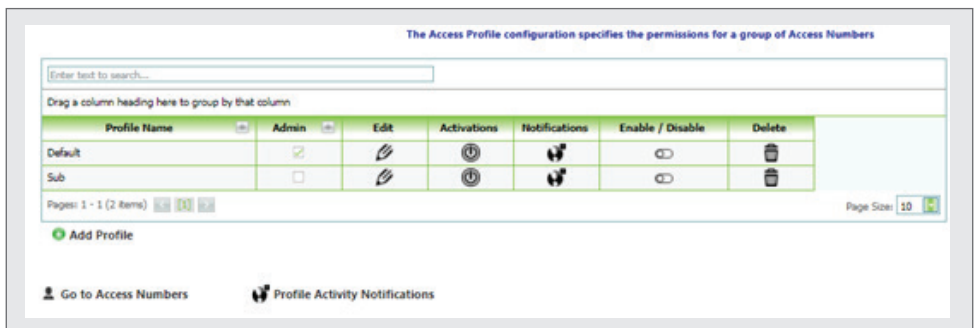 The Access Profile configuration specifies the permissions for a group of Access Numbers
Enter text to search...
Drag a column heading here to group by that column
Profile Name Admin Edit Activations Notifications Enable / Disable Delete
Default
Sub
Pages: 1 - 1 (2 items) [1] Page Size: 10
Add Profile
Go to Access Numbers Profile Activity Notifications